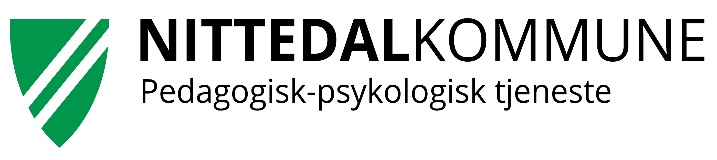 NITTEDALKOMMUNE
Pedagogisk-psykologisk tjeneste